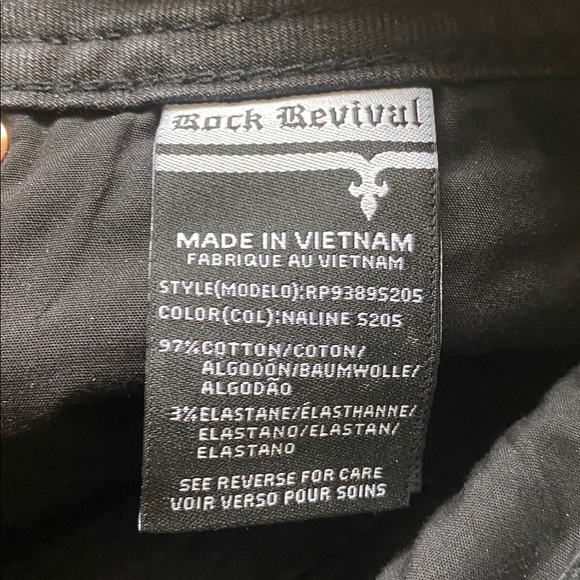 Rock Revival
MADE IN VIETNAM
FABRIQUE AU VIETNAM
STYLE(MODELO):RP9389S205
COLOR(COL):NALINE S205
97%COTTON/COTON/
ALGODÓN/BAUMWOLLE/
ALGODÃO
3%ELASTANE/ÉLASTHANNE/
ELASTANO/ELASTAN/
ELASTANO
SEE REVERSE FOR CARE
VOIR VERSO POUR SOINS